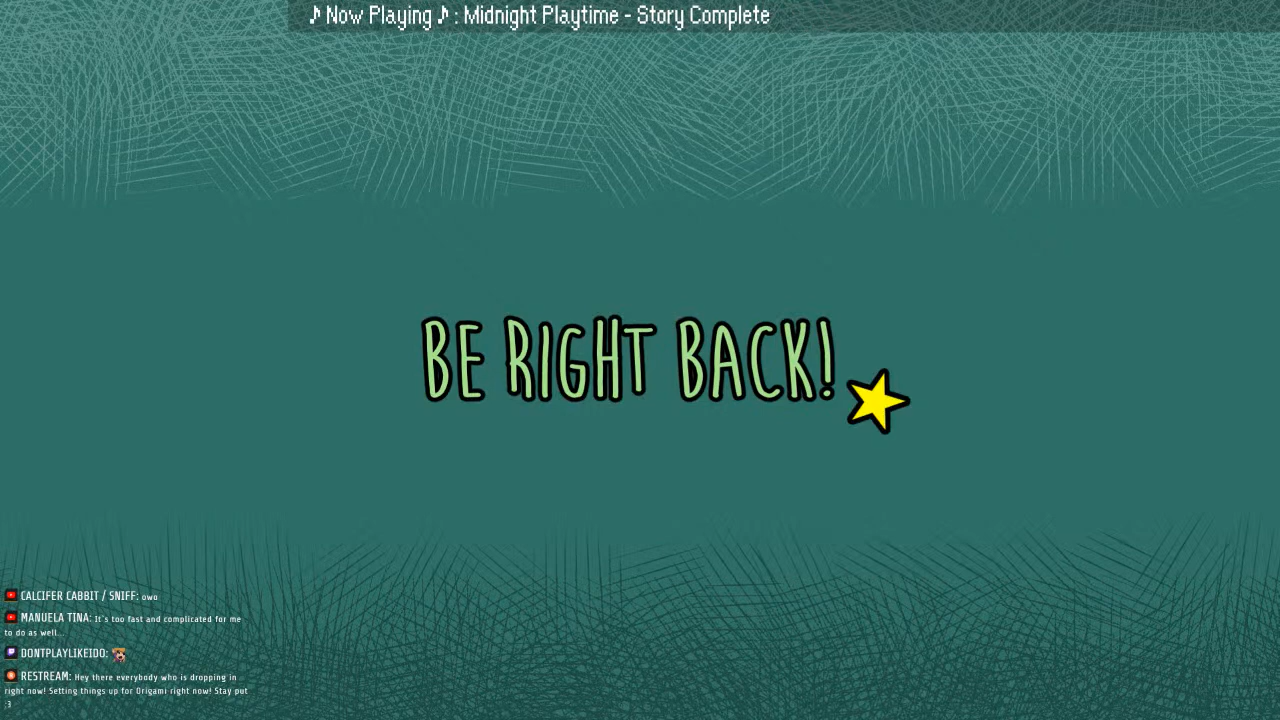 ♪ Now Playing ♪ : Midnight Playtime - Story Complete
BE RIGHT BACK!
CALCIFER CABBIT / SNIFF: owo
MANUELA TINA: It's too fast and complicated for me
to do as well...
DONTPLAYLIKEIDO:
RESTREAM: Hey there everybody who is dropping in
right now! Setting things up for Origami right now! Stay put
:3